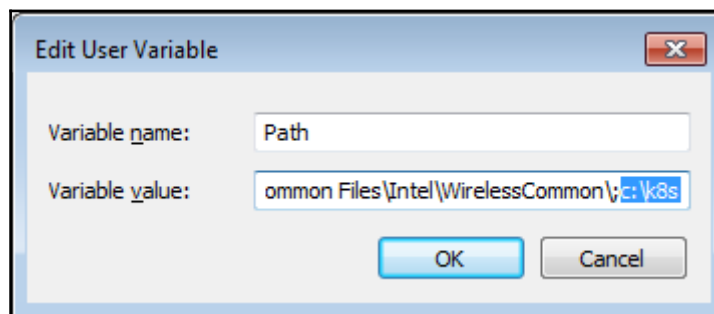 Edit User Variable
Variable name:
Path
Variable value:
ommon Files\Intel\WirelessCommon\;c:\k8s
OK
Cancel